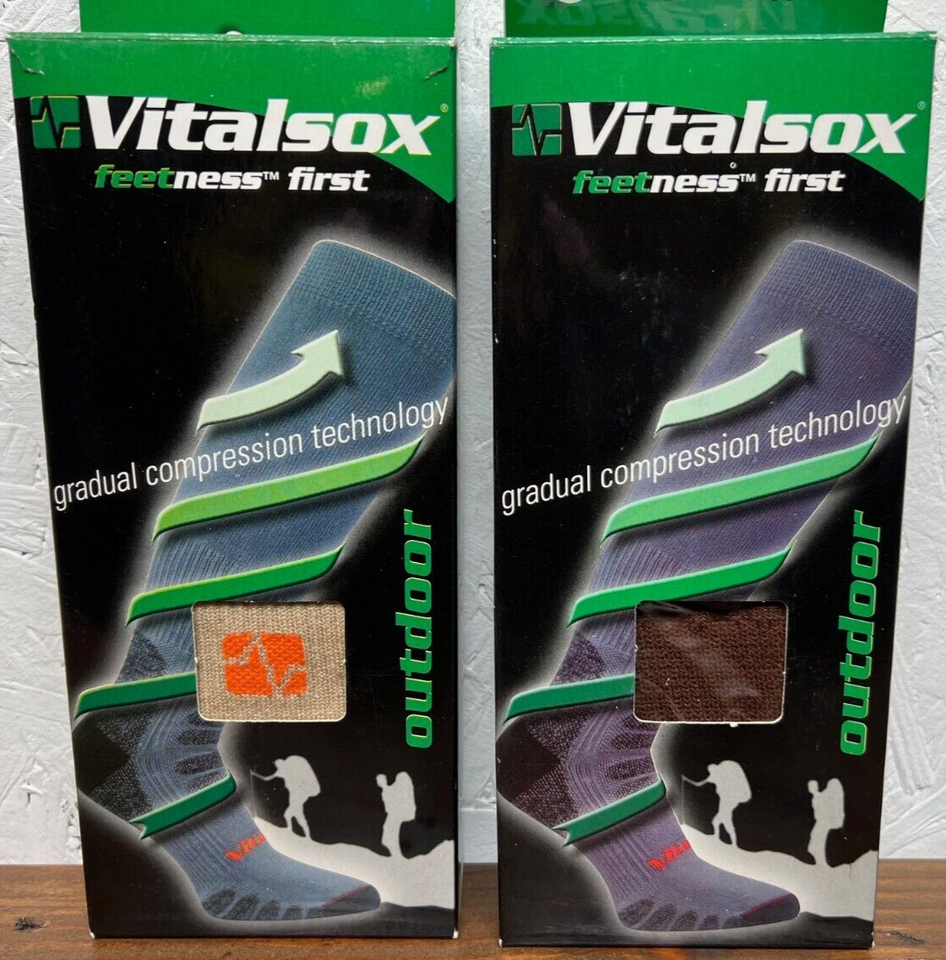 Vitalsox®
feetness™ first
gradual compression technology
outdoor
Vitalsox®
feetness™ first
gradual compression technology
outdoor